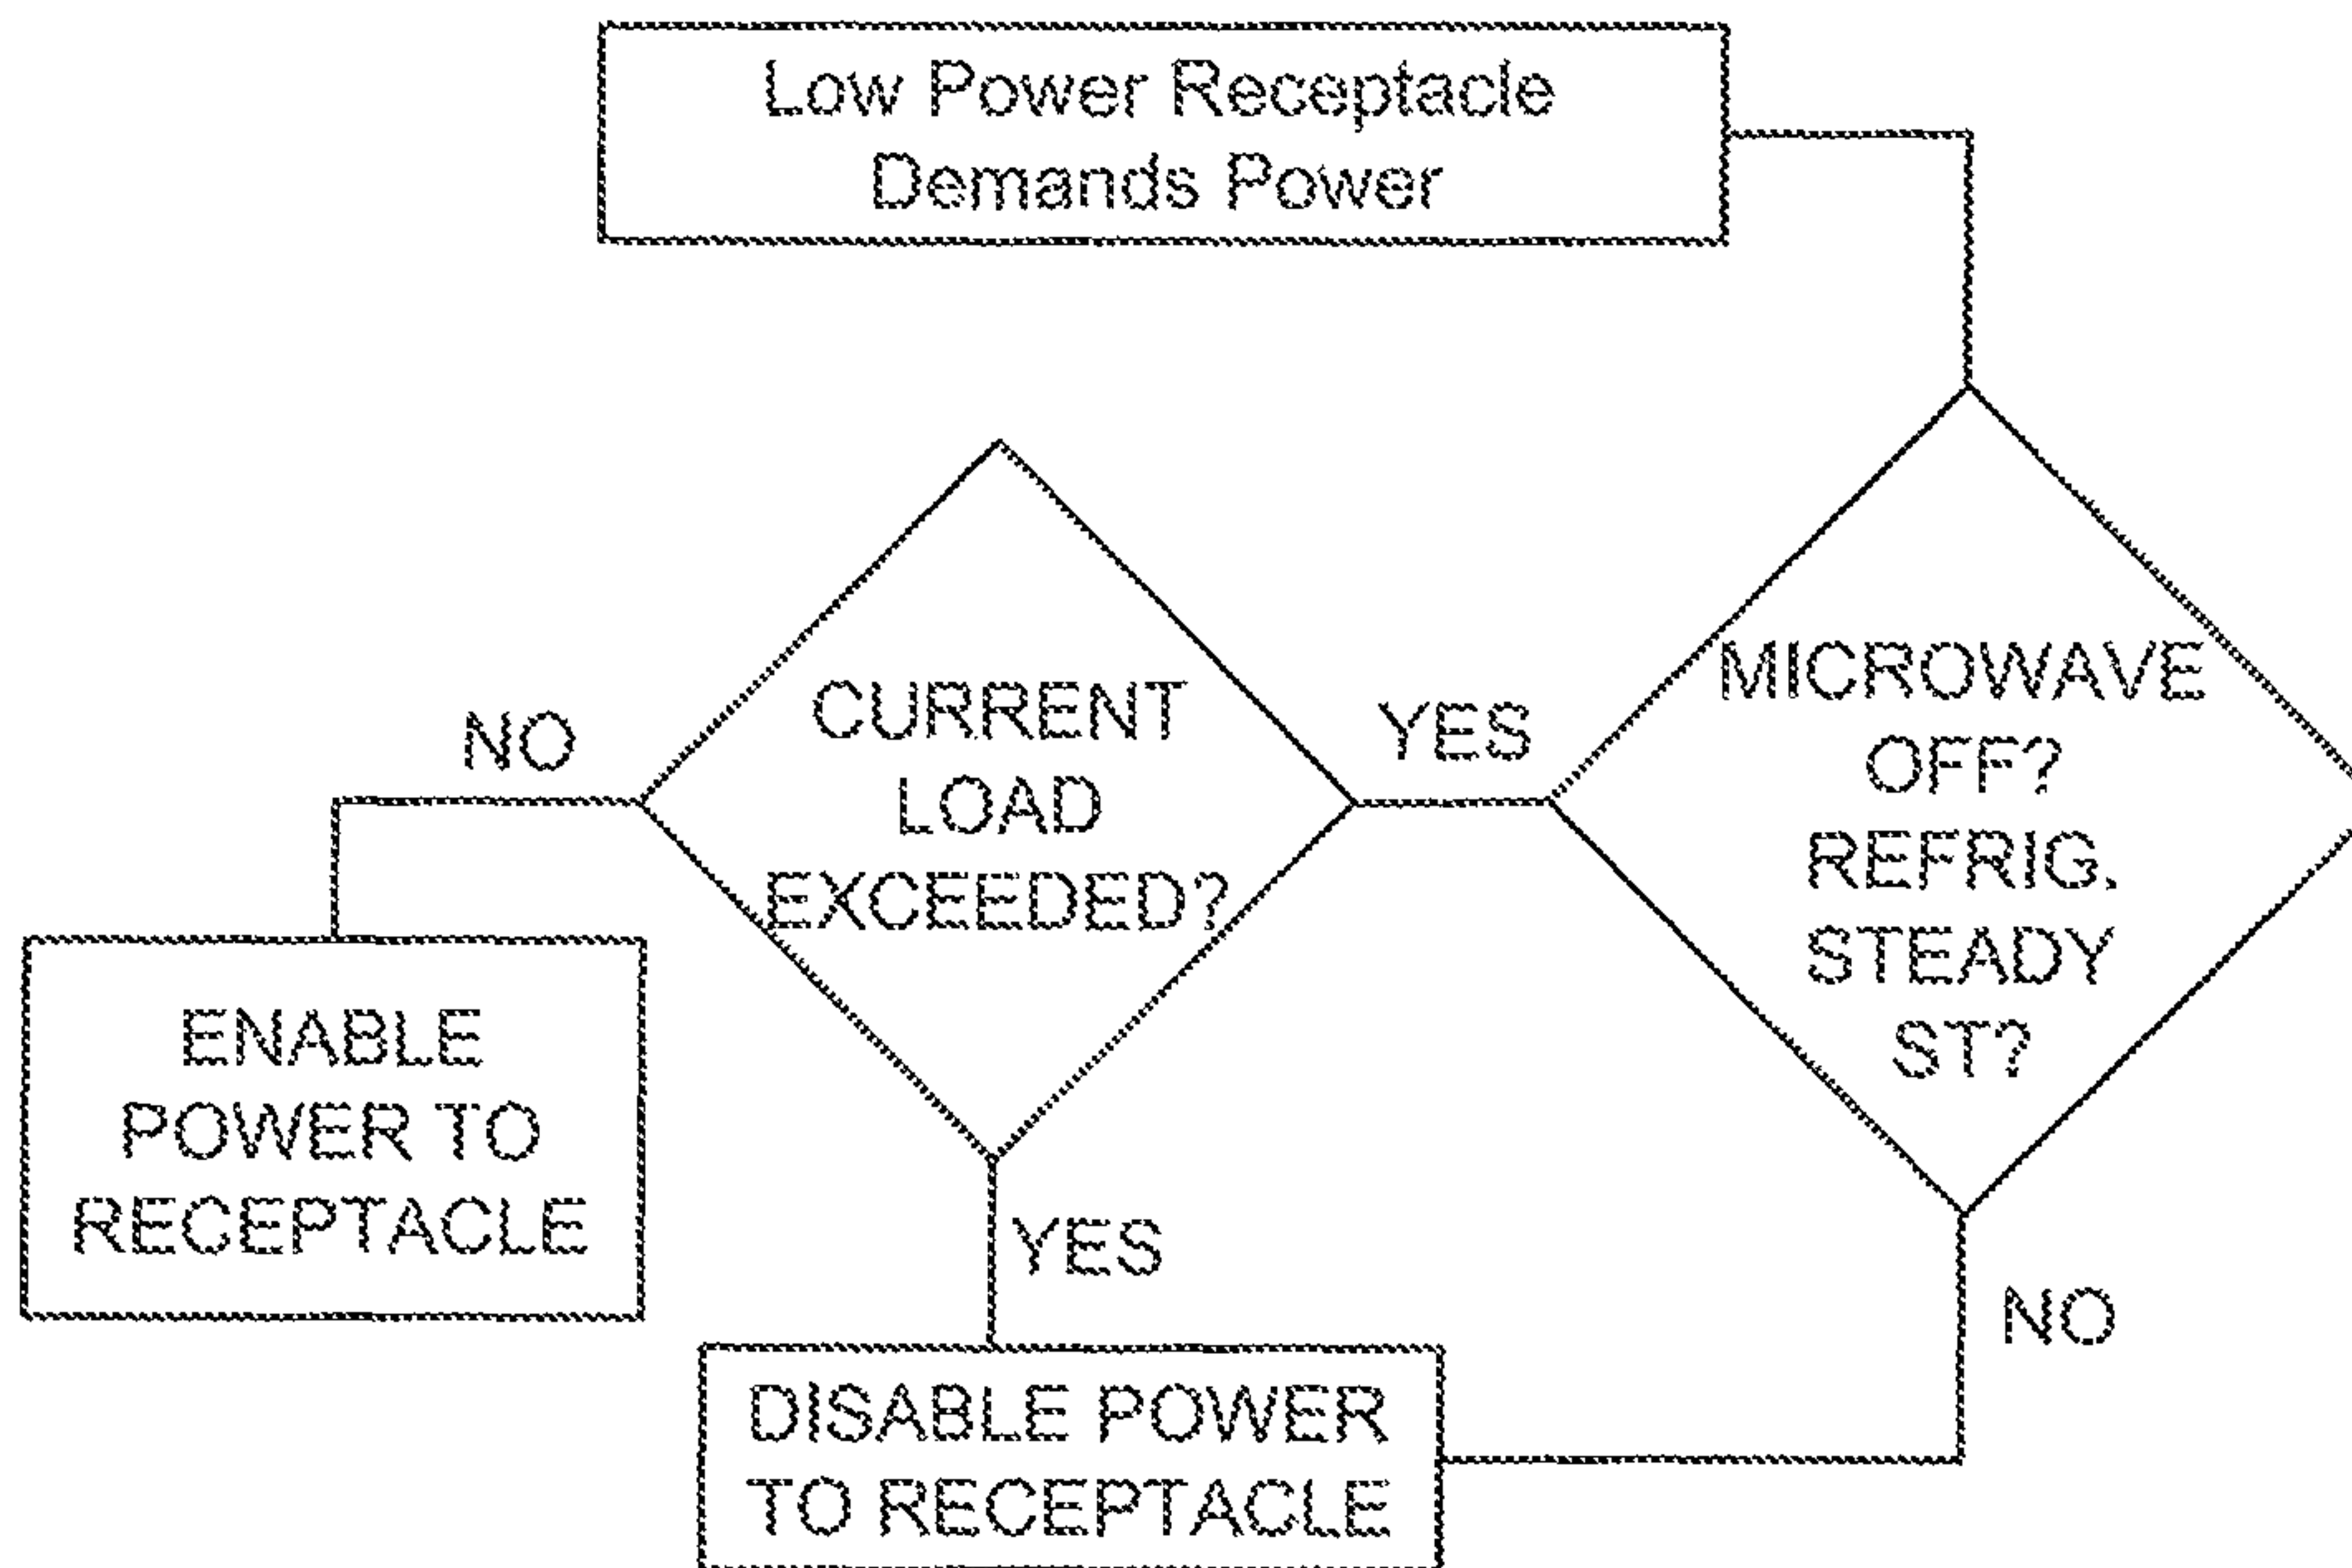 Low Power Receptacle
Demands Power
MICROWAVE
OFF?
REFRIG.
STEADY
ST?
YES
CURRENT
LOAD
EXCEEDED?
NO
ENABLE
POWER TO
RECEPTACLE
YES
NO
DISABLE POWER
TO RECEPTACLE